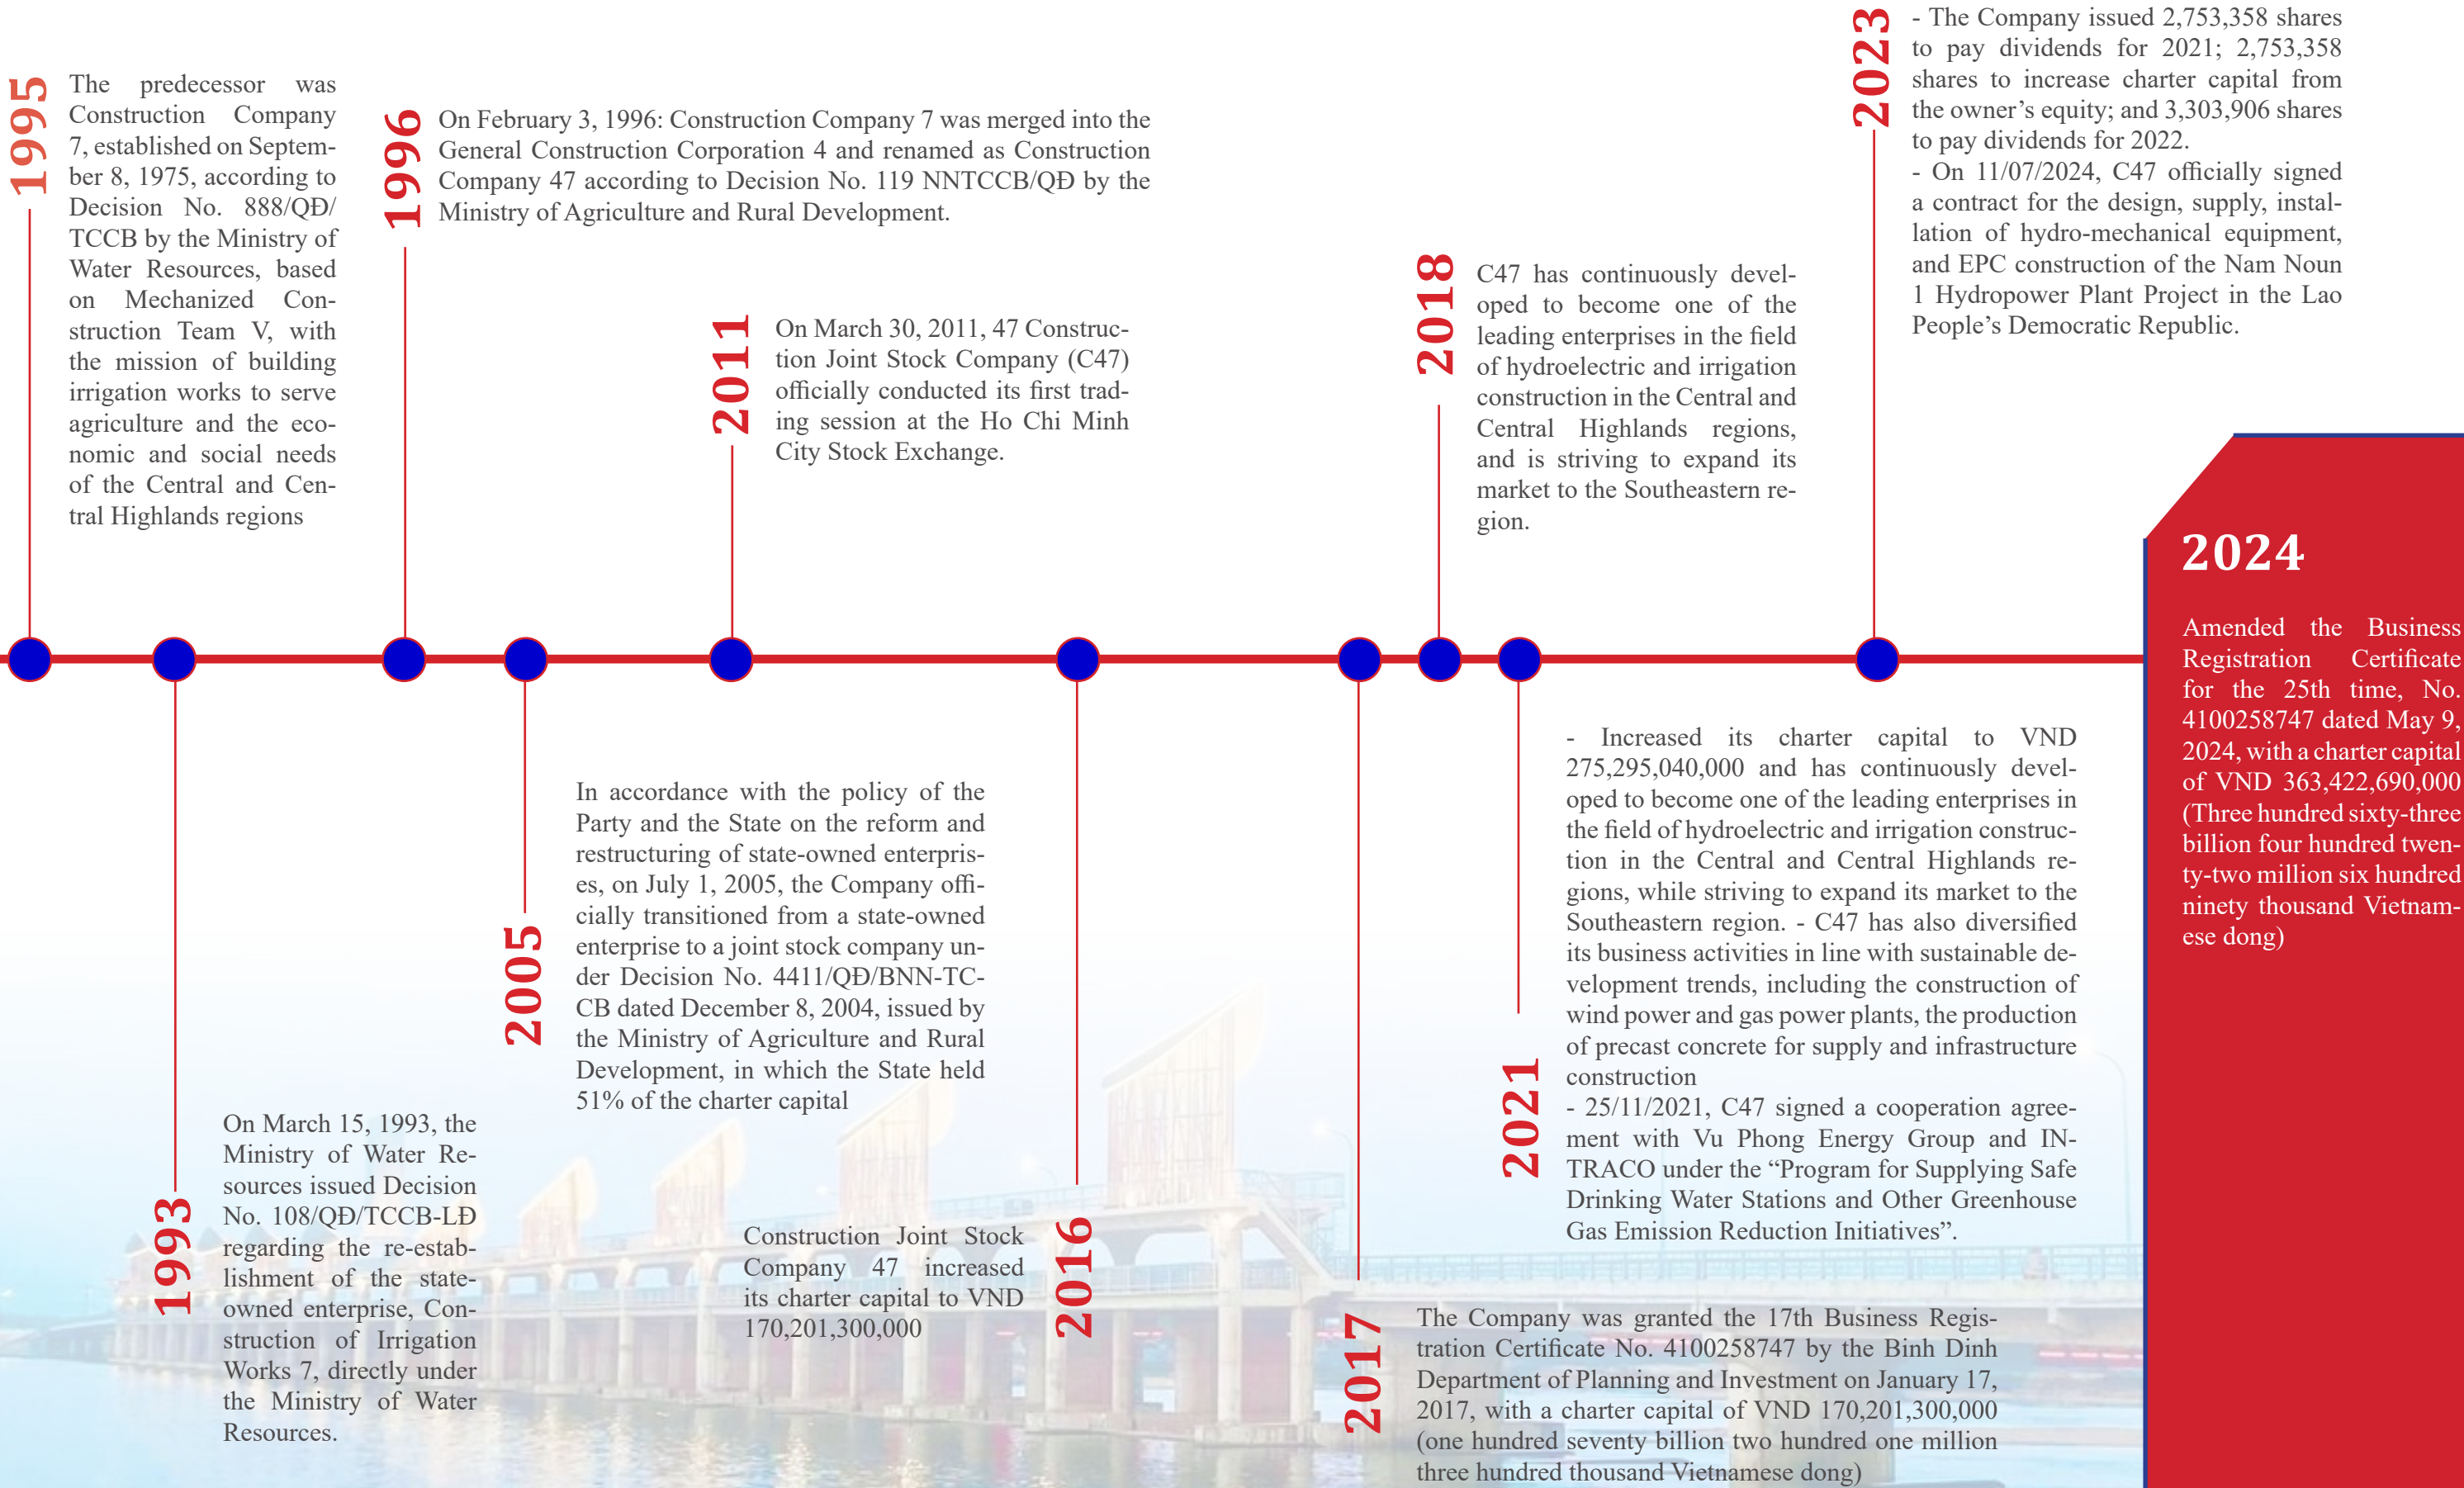 1995
The predecessor was
Construction Company
7, established on Septem-
ber 8, 1975, according to
Decision No. 888/QĐ/
TCCB by the Ministry of
Water Resources, based
on Mechanized Con-
struction Team V, with
the mission of building
irrigation works to serve
agriculture and the eco-
nomic and social needs
of the Central and Cen-
tral Highlands regions
1993
On March 15, 1993, the
Ministry of Water Re-
sources issued Decision
No. 108/QĐ/TCCB-LĐ
regarding the re-estab-
lishment of the state-
owned enterprise, Con-
struction of Irrigation
Works 7, directly under
the Ministry of Water
Resources.
1996
On February 3, 1996: Construction Company 7 was merged into the
General Construction Corporation 4 and renamed as Construction
Company 47 according to Decision No. 119 NNTCCB/QĐ by the
Ministry of Agriculture and Rural Development.
2005
In accordance with the policy of the
Party and the State on the reform and
restructuring of state-owned enterpris-
es, on July 1, 2005, the Company offi-
cially transitioned from a state-owned
enterprise to a joint stock company un-
der Decision No. 4411/QĐ/BNN-TC-
CB dated December 8, 2004, issued by
the Ministry of Agriculture and Rural
Development, in which the State held
51% of the charter capital
2011
On March 30, 2011, 47 Construc-
tion Joint Stock Company (C47)
officially conducted its first trad-
ing session at the Ho Chi Minh
City Stock Exchange.
2016
Construction Joint Stock
Company 47 increased
its charter capital to VND
170,201,300,000
2017
The Company was granted the 17th Business Regis-
tration Certificate No. 4100258747 by the Binh Dinh
Department of Planning and Investment on January 17,
2017, with a charter capital of VND 170,201,300,000
(one hundred seventy billion two hundred one million
three hundred thousand Vietnamese dong)
2018
C47 has continuously devel-
oped to become one of the
leading enterprises in the field
of hydroelectric and irrigation
construction in the Central and
Central Highlands regions,
and is striving to expand its
market to the Southeastern re-
gion.
2021
- Increased its charter capital to VND
275,295,040,000 and has continuously devel-
oped to become one of the leading enterprises in
the field of hydroelectric and irrigation construc-
tion in the Central and Central Highlands re-
gions, while striving to expand its market to the
Southeastern region. - C47 has also diversified
its business activities in line with sustainable de-
velopment trends, including the construction of
wind power and gas power plants, the production
of precast concrete for supply and infrastructure
construction
- 25/11/2021, C47 signed a cooperation agree-
ment with Vu Phong Energy Group and IN-
TRACO under the “Program for Supplying Safe
Drinking Water Stations and Other Greenhouse
Gas Emission Reduction Initiatives”.
2023
- The Company issued 2,753,358 shares
to pay dividends for 2021; 2,753,358
shares to increase charter capital from
the owner’s equity; and 3,303,906 shares
to pay dividends for 2022.
- On 11/07/2024, C47 officially signed
a contract for the design, supply, instal-
lation of hydro-mechanical equipment,
and EPC construction of the Nam Noun
1 Hydropower Plant Project in the Lao
People’s Democratic Republic.
2024
Amended the Business
Registration Certificate
for the 25th time, No.
4100258747 dated May 9,
2024, with a charter capital
of VND 363,422,690,000
(Three hundred sixty-three
billion four hundred twen-
ty-two million six hundred
ninety thousand Vietnam-
ese dong)